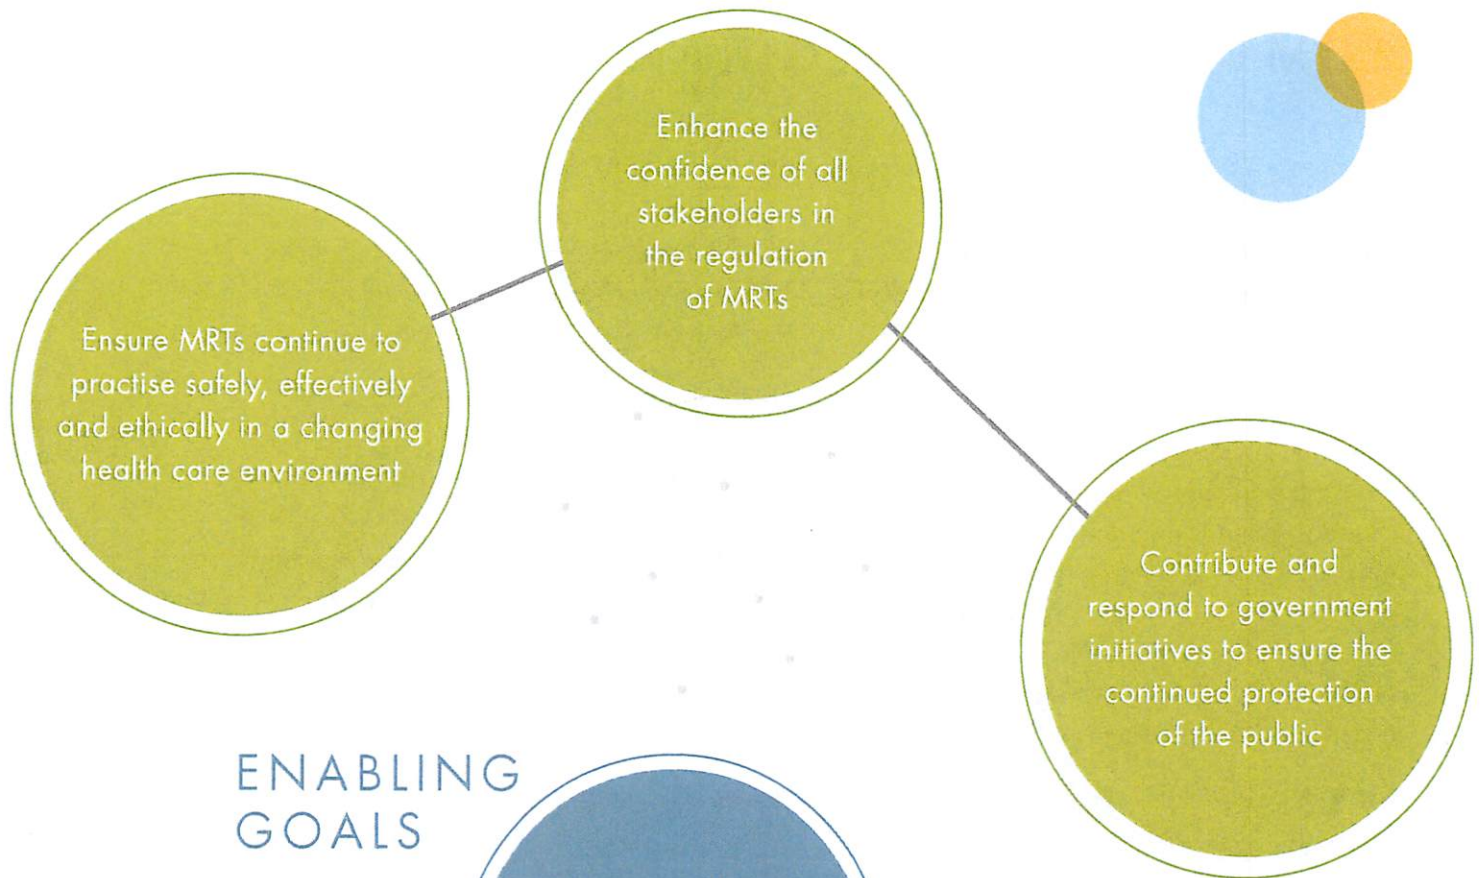 Enhance the
confidence of all
stakeholders in
the regulation
of MRTs
Ensure MRTs continue to
practise safely, effectively
and ethically in a changing
health care environment
Contribute and
respond to government
initiatives to ensure the
continued protection
of the public
ENABLING
GOALS